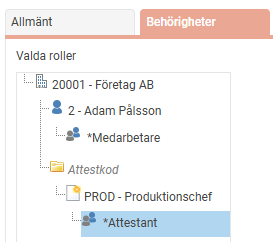 Allmänt
Behörigheter
Valda roller
20001 - Företag AB
2 - Adam Pålsson
*Medarbetare
Attestkod
PROD - Produktionschef
*Attestant